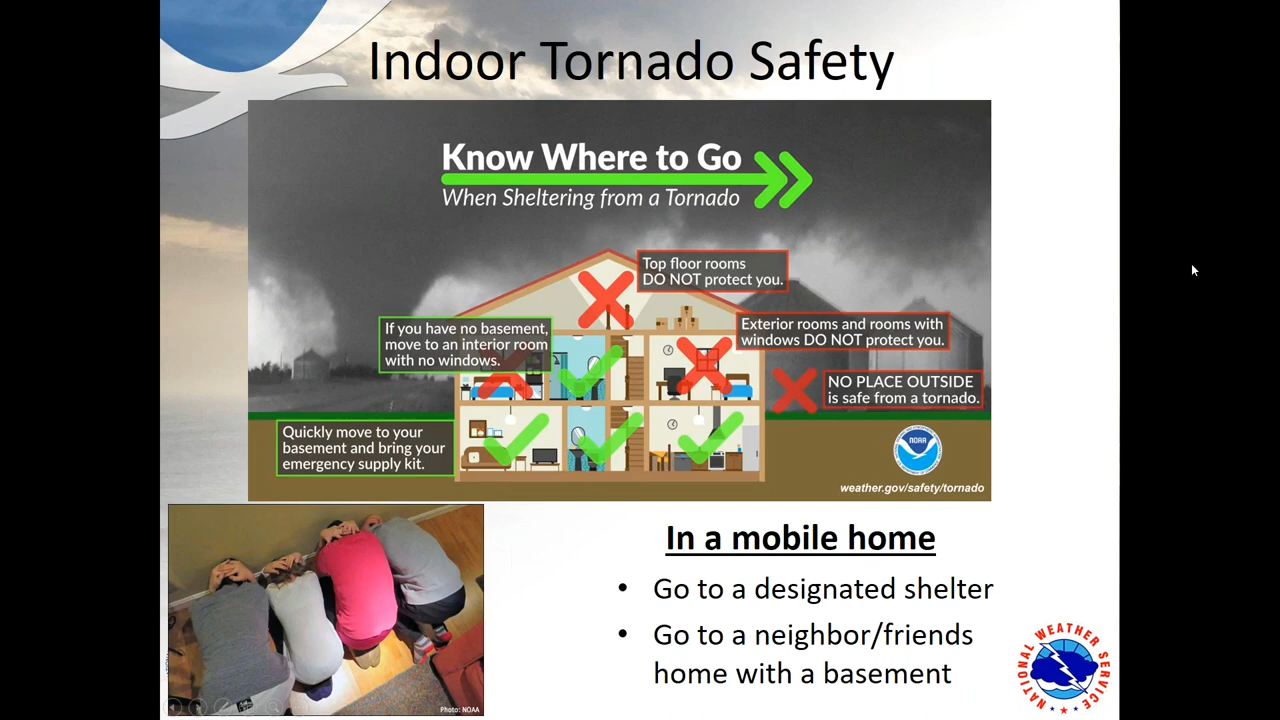 Indoor Tornado Safety
Know Where to Go
When Sheltering from a Tornado
Top floor rooms
DO NOT protect you.
If you have no basement,
move to an interior room
with no windows.
Exterior rooms and rooms with
windows DO NOT protect you.
NO PLACE OUTSIDE
is safe from a tornado.
Quickly move to your
basement and bring your
emergency supply kit.
NOAA
weather.gov/safety/tornado
Photo: NOAA
In a mobile home
• Go to a designated shelter
• Go to a neighbor/friends
home with a basement
NATIONAL WEATHER SERVICE